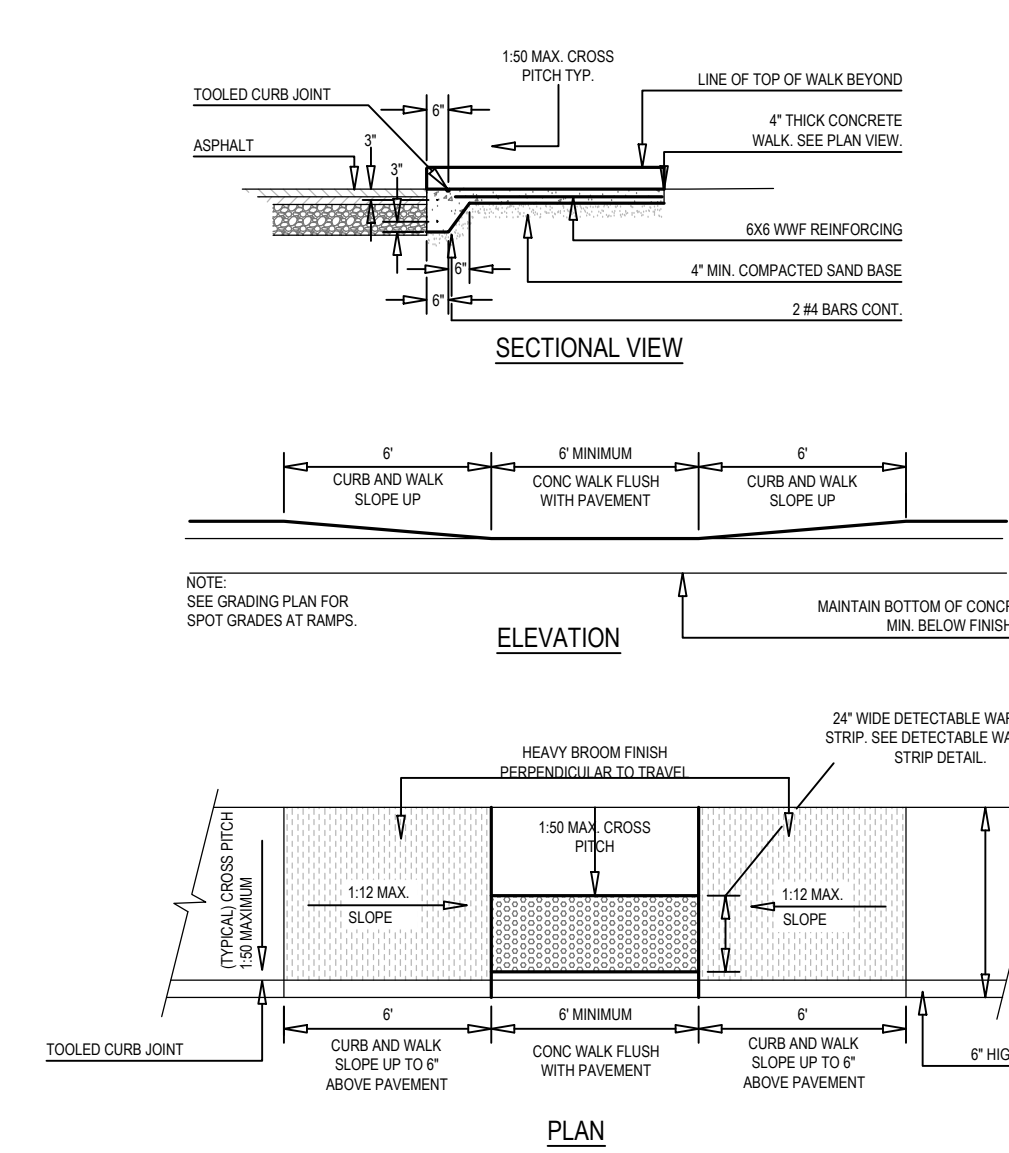 1:50 MAX. CROSS
PITCH TYP.
LINE OF TOP OF WALK BEYOND
TOOLED CURB JOINT
6"
4" THICK CONCRETE
WALK. SEE PLAN VIEW.
ASPHALT
3"
3"
6X6 WWF REINFORCING
6"
4" MIN. COMPACTED SAND BASE
6"
2 #4 BARS CONT.
SECTIONAL VIEW
6'
CURB AND WALK
SLOPE UP
6' MINIMUM
CONC WALK FLUSH
WITH PAVEMENT
6'
CURB AND WALK
SLOPE UP
NOTE:
SEE GRADING PLAN FOR
SPOT GRADES AT RAMPS.
MAINTAIN BOTTOM OF CONCR
MIN. BELOW FINISH
ELEVATION
24" WIDE DETECTABLE WAR
STRIP. SEE DETECTABLE WA
STRIP DETAIL.
HEAVY BROOM FINISH
PERPENDICULAR TO TRAVEL
(TYPICAL) CROSS PITCH
1:50 MAXIMUM
1:50 MAX. CROSS
PITCH
1:12 MAX.
SLOPE
1:12 MAX.
SLOPE
TOOLED CURB JOINT
6'
CURB AND WALK
SLOPE UP TO 6"
ABOVE PAVEMENT
6' MINIMUM
CONC WALK FLUSH
WITH PAVEMENT
6'
CURB AND WALK
SLOPE UP TO 6"
ABOVE PAVEMENT
6" HIG
PLAN